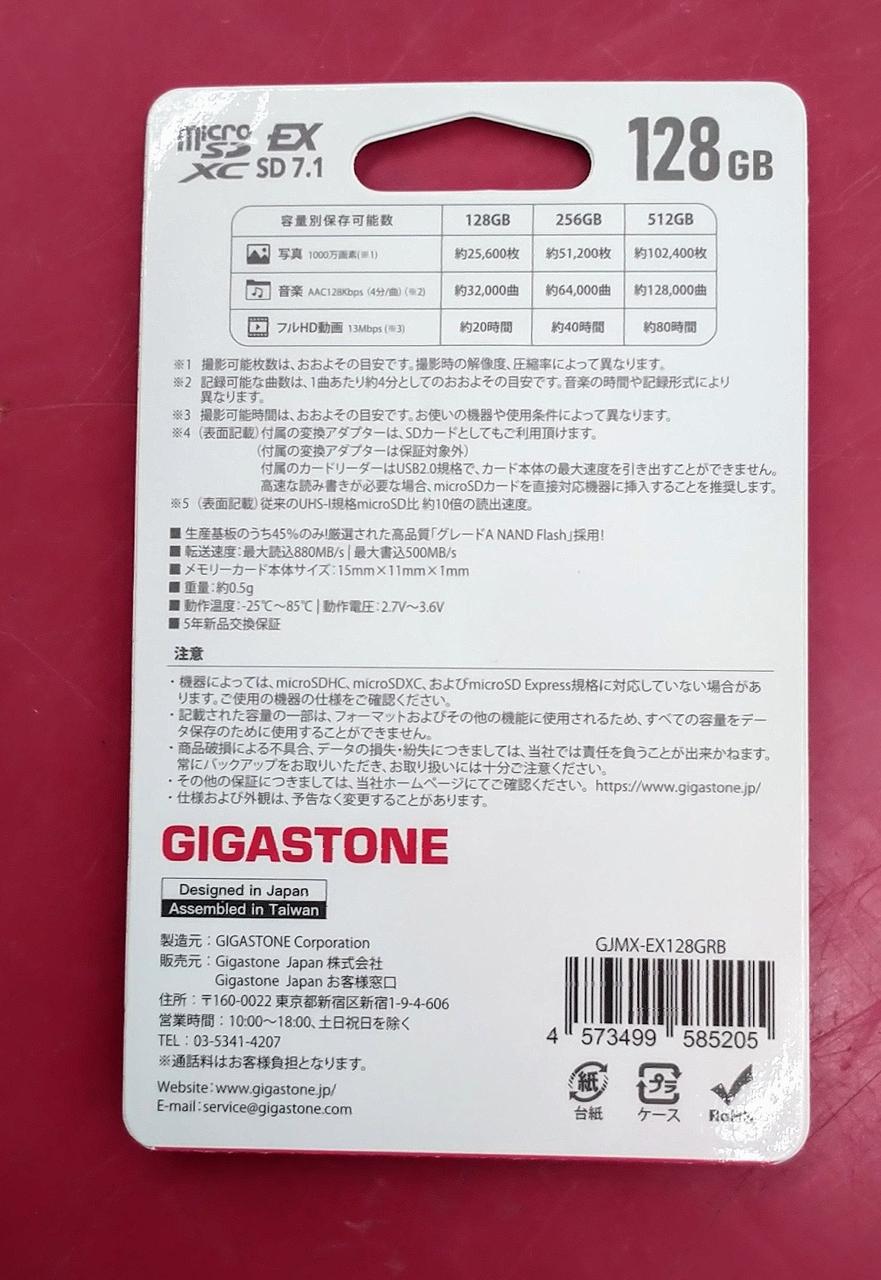 micro SD XC EX SD 7.1
128GB
容量別保存可能数 128GB 256GB 512GB
写真 1000万画素(※1) 約25,600枚 約51,200枚 約102,400枚
音楽 AAC128Kbps (4分/曲) (※2) 約32,000曲 約64,000曲 約128,000曲
フルHD動画 13Mbps (※3) 約20時間 約40時間 約80時間
※1 撮影可能枚数は、おおよその目安です。撮影時の解像度、圧縮率によって異なります。
※2 記録可能な曲数は、1曲あたり約4分としてのおおよその目安です。音楽の時間や記録形式により
異なります。
※3 撮影可能時間は、おおよその目安です。お使いの機器や使用条件によって異なります。
※4 (表面記載)付属の変換アダプターは、SDカードとしてもご利用頂けます。
(付属の変換アダプターは保証対象外)
付属のカードリーダーはUSB2.0規格で、カード本体の最大速度を引き出すことができません。
高速な読み書きが必要な場合、microSDカードを直接対応機器に挿入することを推奨します。
※5 (表面記載)従来のUHS-I規格microSD比 約10倍の読出速度。
■ 生産基板のうち45%のみ!厳選された高品質「グレードA NAND Flash」採用!
■ 転送速度:最大読込880MB/s | 最大書込500MB/s
■ メモリーカード本体サイズ:15mm×11mm×1mm
■ 重量:約0.5g
■ 動作温度:-25℃~85℃ | 動作電圧:2.7V~3.6V
■ 5年新品交換保証
注意
・機器によっては、microSDHC、microSDXC、およびmicroSD Express規格に対応していない場合があ
ります。ご使用の機器の仕様をご確認ください。
・記載された容量の一部は、フォーマットおよびその他の機能に使用されるため、すべての容量をデー
タ保存のために使用することができません。
・商品破損による不具合、データの損失・紛失につきましては、当社では責任を負うことが出来かねます。
常にバックアップをお取りいただき、お取り扱いには十分ご注意ください。
・その他の保証につきましては、当社ホームページにてご確認ください。 https://www.gigastone.jp/
・仕様および外観は、予告なく変更することがあります。
GIGASTONE
Designed in Japan
Assembled in Taiwan
製造元:GIGASTONE Corporation
販売元:Gigastone Japan 株式会社
Gigastone Japan お客様窓口
住所:〒160-0022 東京都新宿区新宿1-9-4-606
営業時間:10:00~18:00、土日祝日を除く
TEL:03-5341-4207
※通話料はお客様負担となります。
Website:www.gigastone.jp/
E-mail:service@gigastone.com
GJMX-EX128GRB
4 573499 585205
紙 プラ
台紙 ケース RoHS